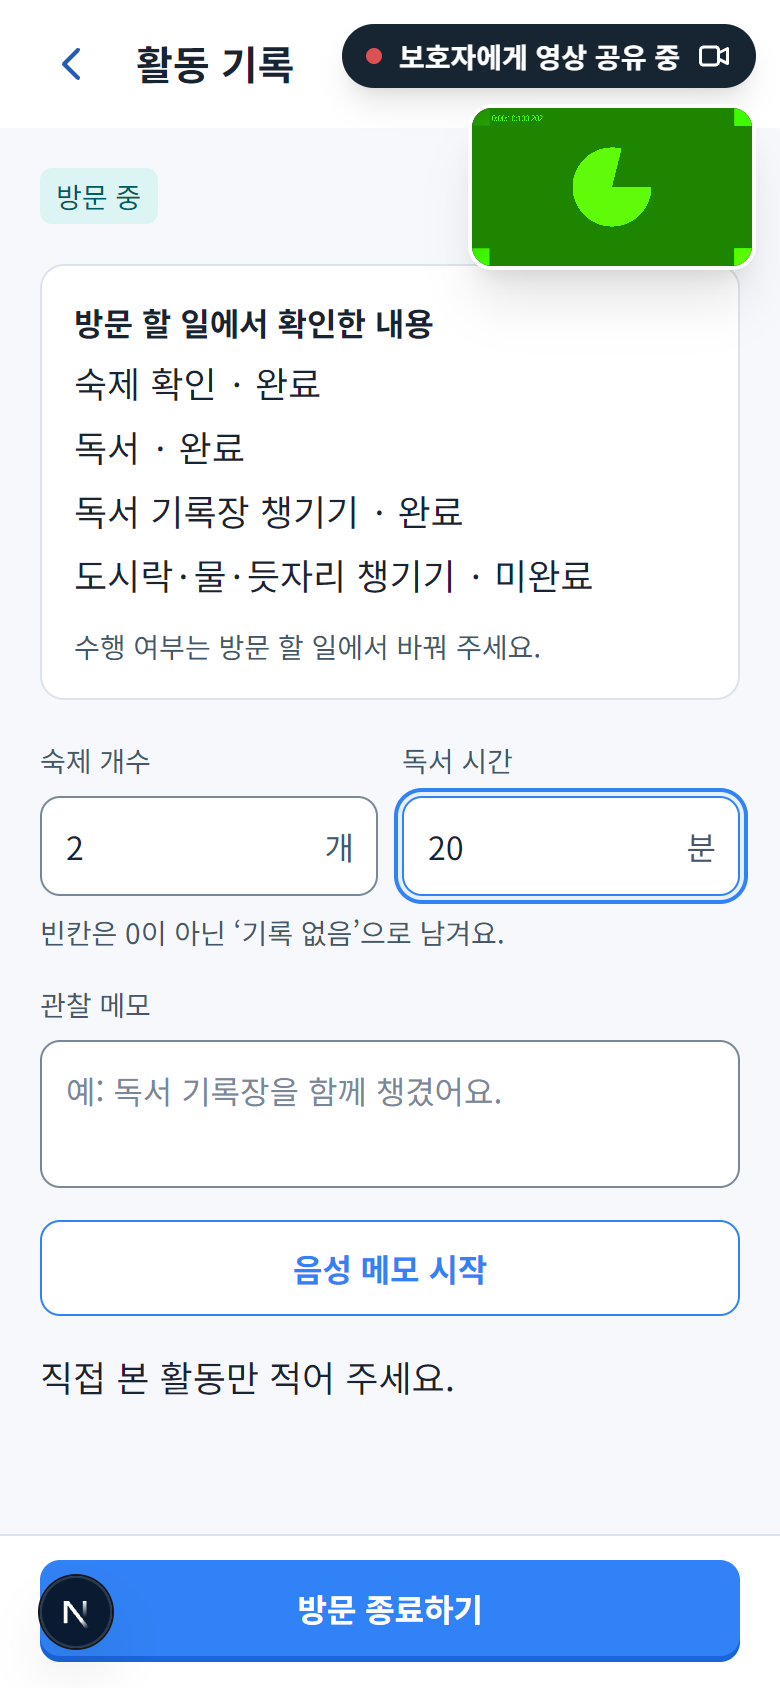 활동 기록
보호자에게 영상 공유 중
방문 중
방문 할 일에서 확인한 내용
숙제 확인 · 완료
독서 · 완료
독서 기록장 챙기기 · 완료
도시락·물·돗자리 챙기기 · 미완료
수행 여부는 방문 할 일에서 바꿔 주세요.
숙제 개수
독서 시간
2 개
20 분
빈칸은 0이 아닌 ‘기록 없음’으로 남겨요.
관찰 메모
예: 독서 기록장을 함께 챙겼어요.
음성 메모 시작
직접 본 활동만 적어 주세요.
N
방문 종료하기